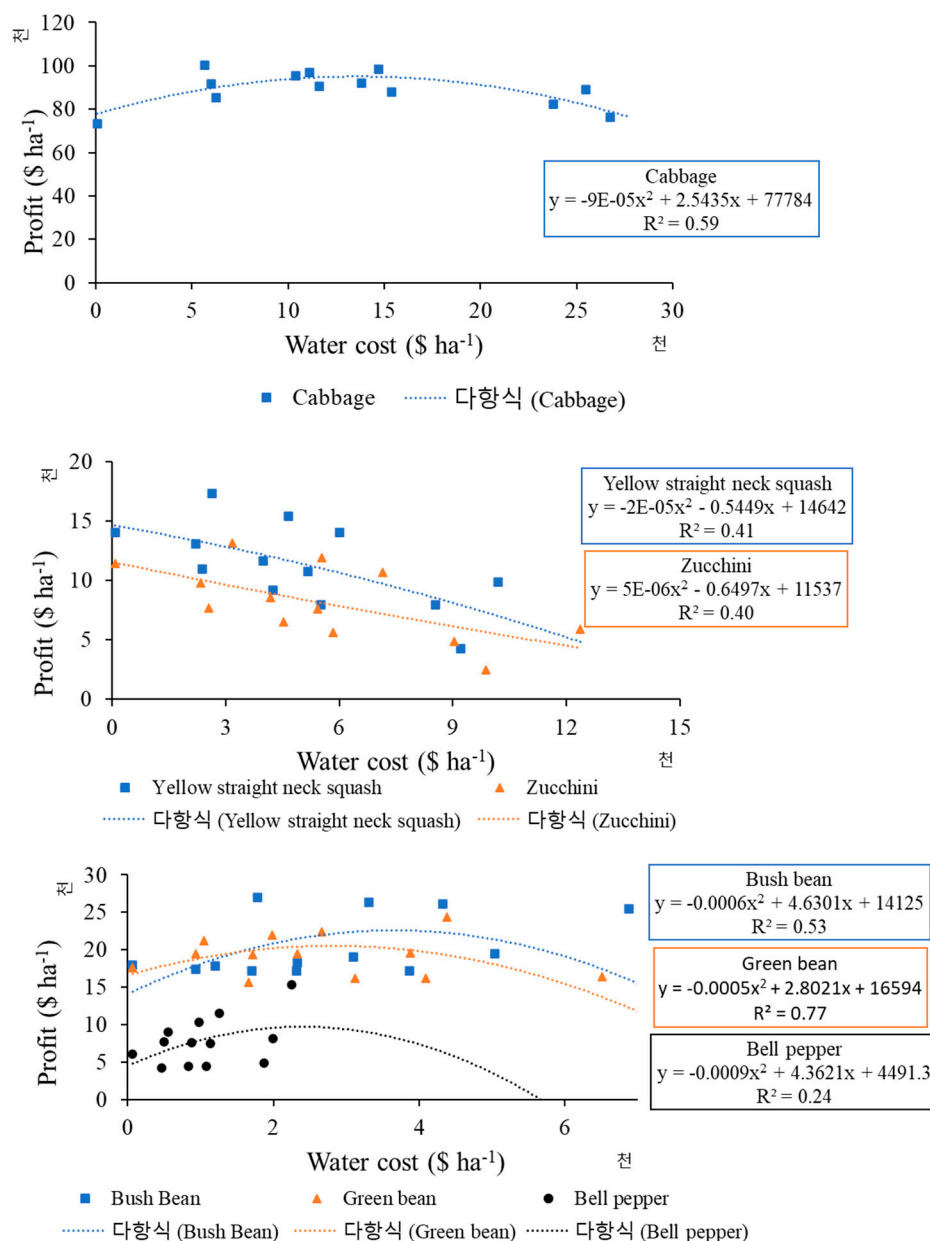 천
120
100
80
60
40
20
0
Profit ($ ha-1)
0 5 10 15 20 25 30
Water cost ($ ha-1)
천
Cabbage
y = -9E-05x² + 2.5435x + 77784
R² = 0.59
Cabbage 다항식 (Cabbage)
천
20
15
10
5
0
Profit ($ ha-1)
0 3 6 9 12 15
Water cost ($ ha-1)
천
Yellow straight neck squash
y = -2E-05x² - 0.5449x + 14642
R² = 0.41
Zucchini
y = 5E-06x² - 0.6497x + 11537
R² = 0.40
Yellow straight neck squash Zucchini
다항식 (Yellow straight neck squash) 다항식 (Zucchini)
천
30
25
20
15
10
5
0
Profit ($ ha-1)
0 2 4 6
Water cost ($ ha-1)
천
Bush bean
y = -0.0006x² + 4.6301x + 14125
R² = 0.53
Green bean
y = -0.0005x² + 2.8021x + 16594
R² = 0.77
Bell pepper
y = -0.0009x² + 4.3621x + 4491.3
R² = 0.24
Bush Bean Green bean Bell pepper
다항식 (Bush Bean) 다항식 (Green bean) 다항식 (Bell pepper)